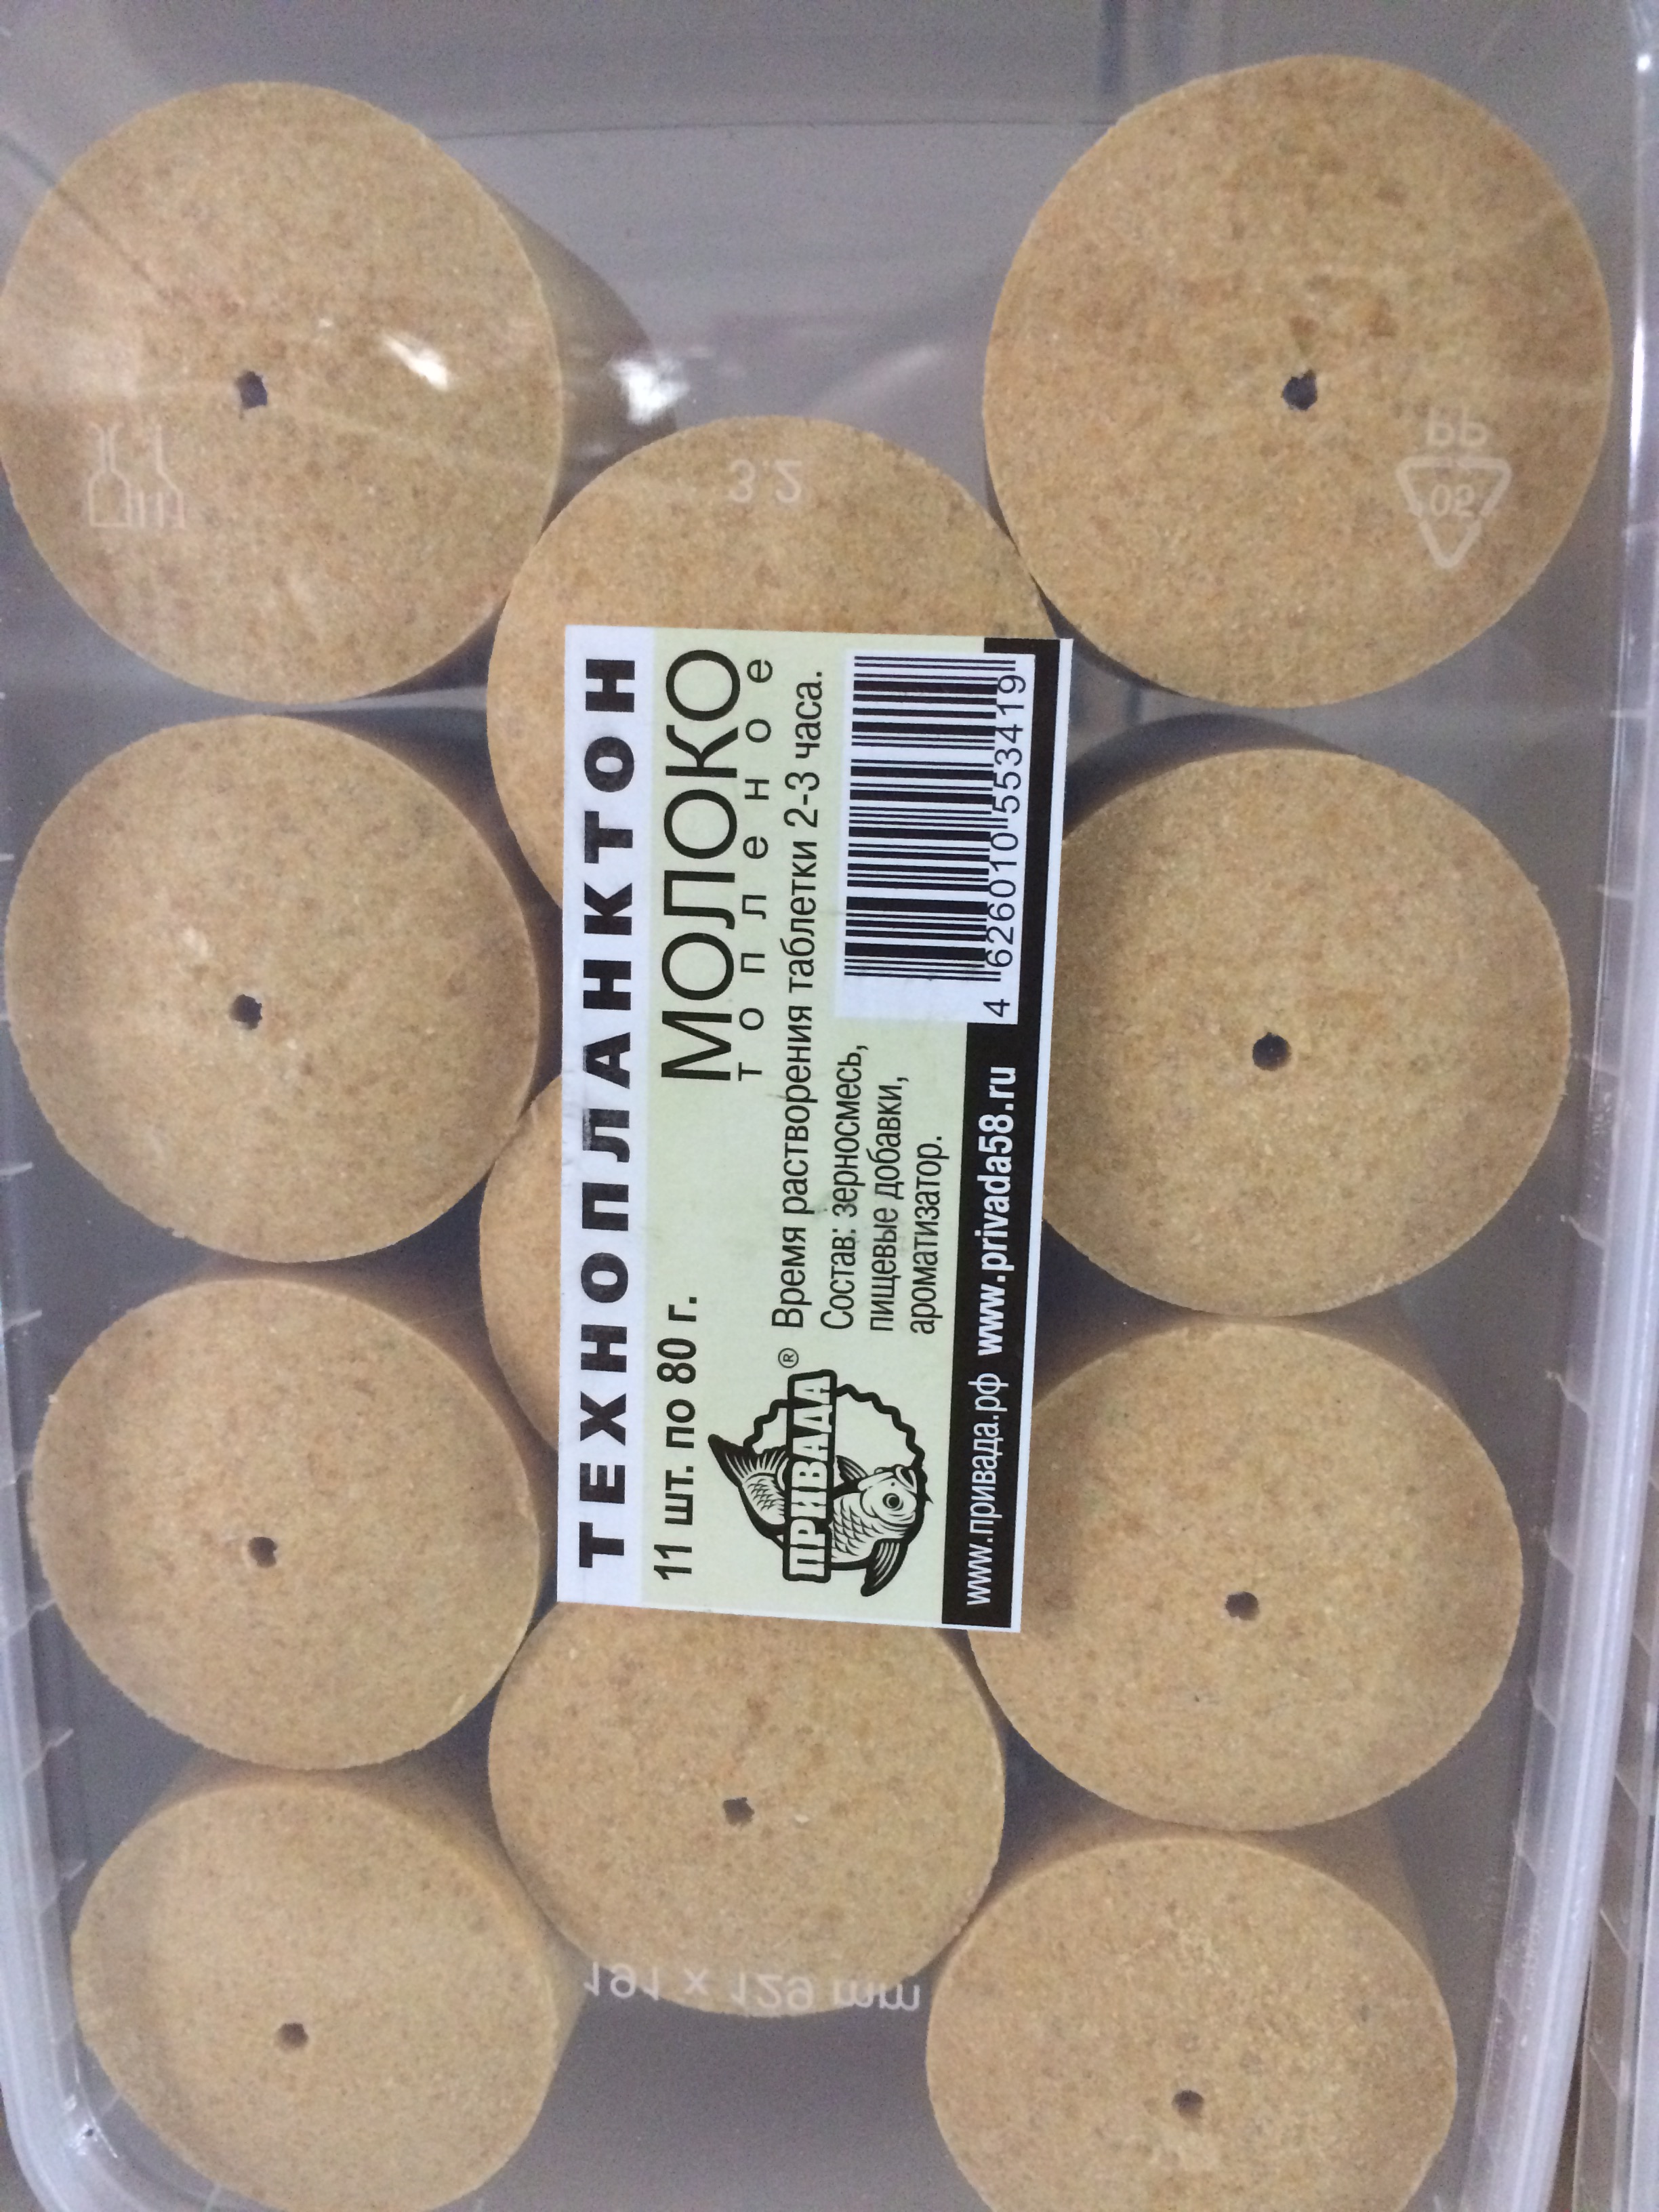 ТЕХНОПЛАНКТОН
11 шт. по 80 г.
МОЛОКО
топленое
ПРИВАДА®
Время растворения таблетки 2-3 часа.
Состав: зерносмесь,
пищевые добавки,
ароматизатор.
4 626010 553419
www.привада.рф www.privada58.ru
3.2
PP
05
191 x 129 mm